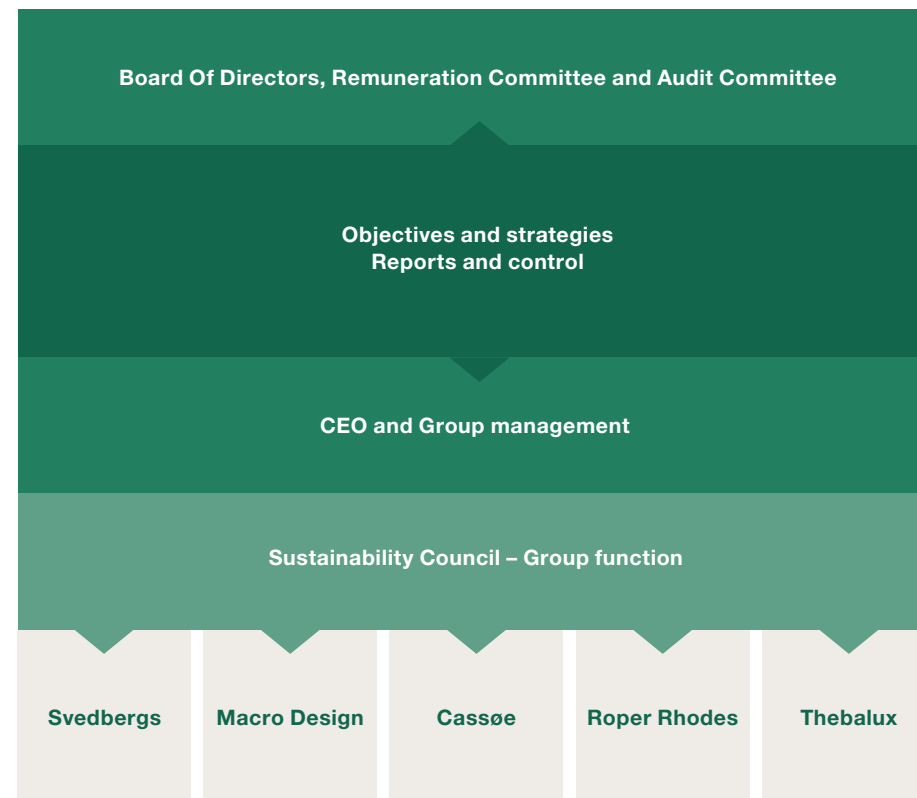 Board Of Directors, Remuneration Committee and Audit Committee
Objectives and strategies
Reports and control
CEO and Group management
Sustainability Council – Group function
Svedbergs
Macro Design
Cassøe
Roper Rhodes
Thebalux